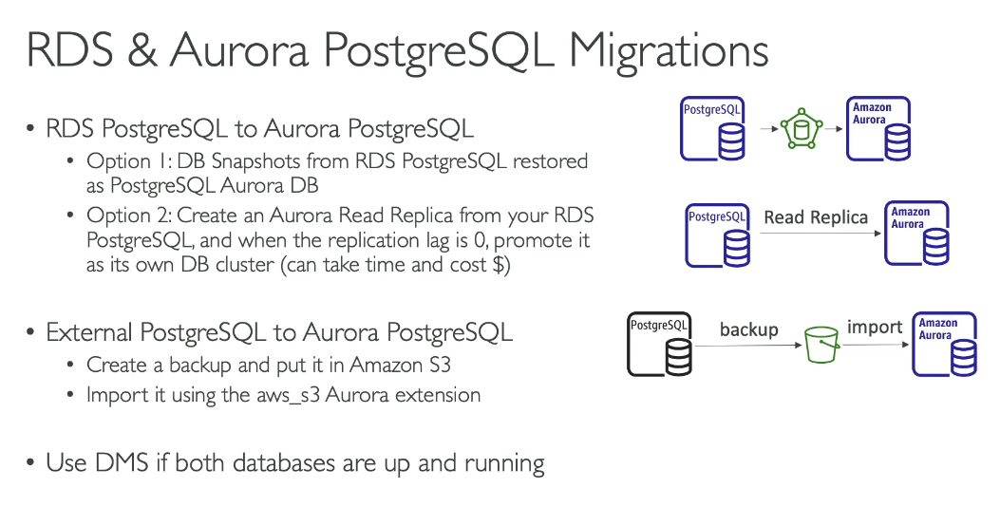 RDS & Aurora PostgreSQL Migrations
• RDS PostgreSQL to Aurora PostgreSQL
• Option 1: DB Snapshots from RDS PostgreSQL restored
as PostgreSQL Aurora DB
• Option 2: Create an Aurora Read Replica from your RDS
PostgreSQL, and when the replication lag is 0, promote it
as its own DB cluster (can take time and cost $)
• External PostgreSQL to Aurora PostgreSQL
• Create a backup and put it in Amazon S3
• Import it using the aws_s3 Aurora extension
• Use DMS if both databases are up and running
PostgreSQL
Amazon
Aurora
PostgreSQL
Read Replica
Amazon
Aurora
PostgreSQL
backup
import
Amazon
Aurora